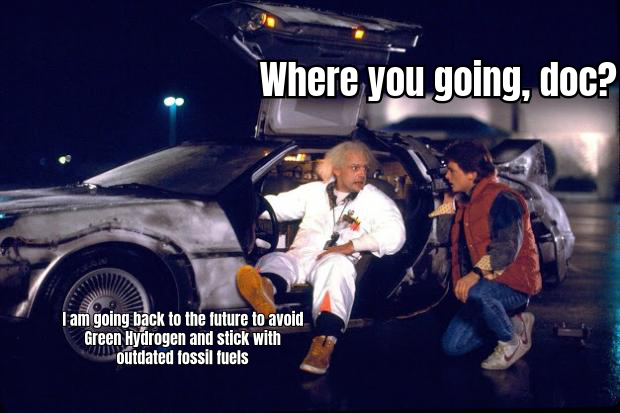 Where you going, doc?
I am going back to the future to avoid
Green Hydrogen and stick with
outdated fossil fuels